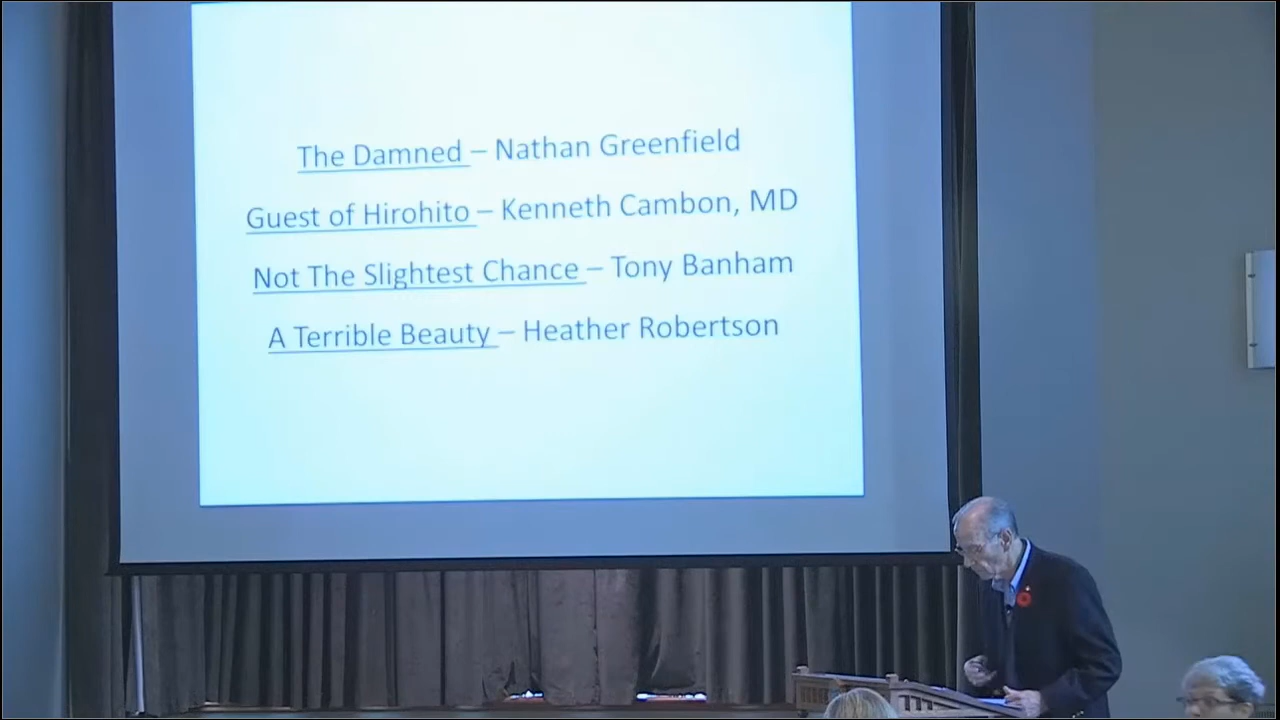 The Damned – Nathan Greenfield
Guest of Hirohito – Kenneth Cambon, MD
Not The Slightest Chance – Tony Banham
A Terrible Beauty – Heather Robertson